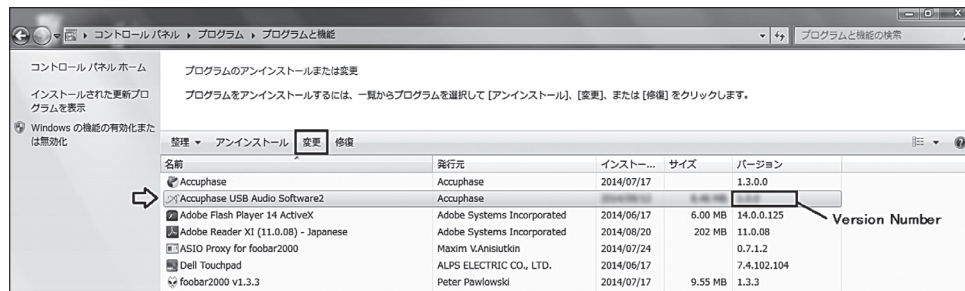 コントロール パネル ▸ プログラム ▸ プログラムと機能
プログラムと機能の検索
コントロール パネル ホーム
インストールされた更新プログラムを表示
Windows の機能の有効化または無効化
プログラムのアンインストールまたは変更
プログラムをアンインストールするには、一覧からプログラムを選択して [アンインストール]、[変更]、または [修復] をクリックします。
整理 ▼ アンインストール 変更 修復
名前 発行元 インストー... サイズ バージョン
Accuphase Accuphase 2014/07/17 1.3.0.0
Accuphase USB Audio Software2 Accuphase
Version Number
Adobe Flash Player 14 ActiveX Adobe Systems Incorporated 2014/06/17 6.00 MB 14.0.0.125
Adobe Reader XI (11.0.08) - Japanese Adobe Systems Incorporated 2014/08/20 202 MB 11.0.08
ASIO Proxy for foobar2000 Maxim V.Anisiutkin 2014/07/24 0.7.1.2
Dell Touchpad ALPS ELECTRIC CO., LTD. 2014/06/17 7.4.102.104
foobar2000 v1.3.3 Peter Pawlowski 2014/07/17 9.55 MB 1.3.3